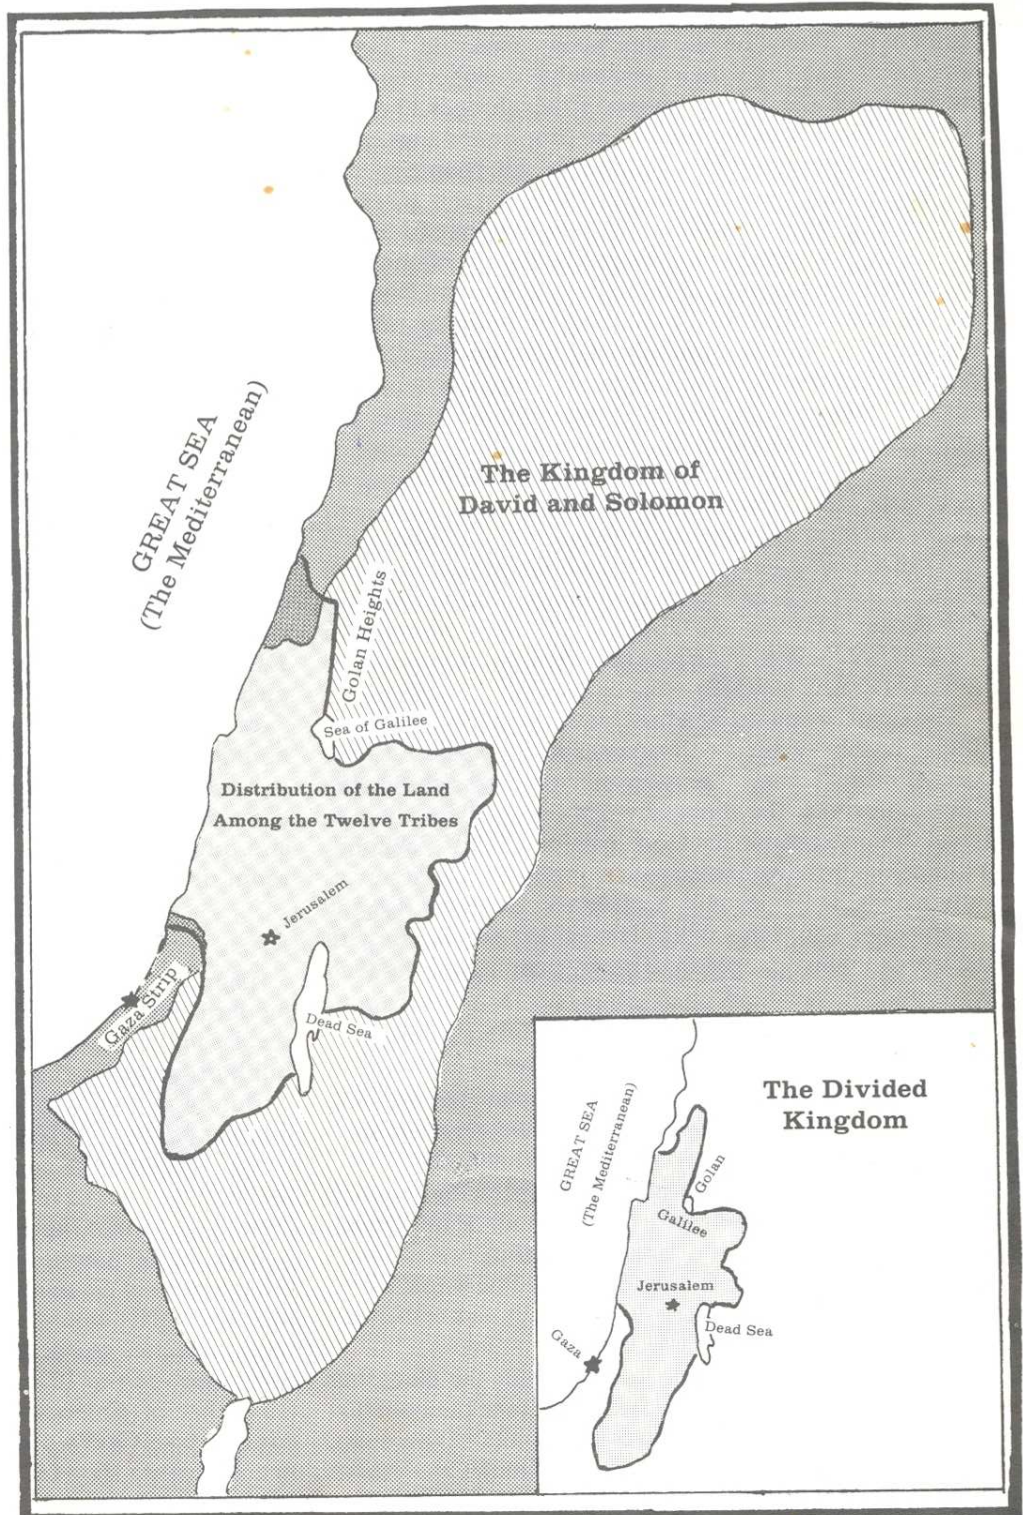 GREAT SEA
(The Mediterranean)
The Kingdom of
David and Solomon
Golan Heights
Sea of Galilee
Distribution of the Land
Among the Twelve Tribes
Jerusalem
Gaza Strip
Dead Sea
The Divided
Kingdom
GREAT SEA
(The Mediterranean)
Golan
Galilee
Jerusalem
Gaza
Dead Sea